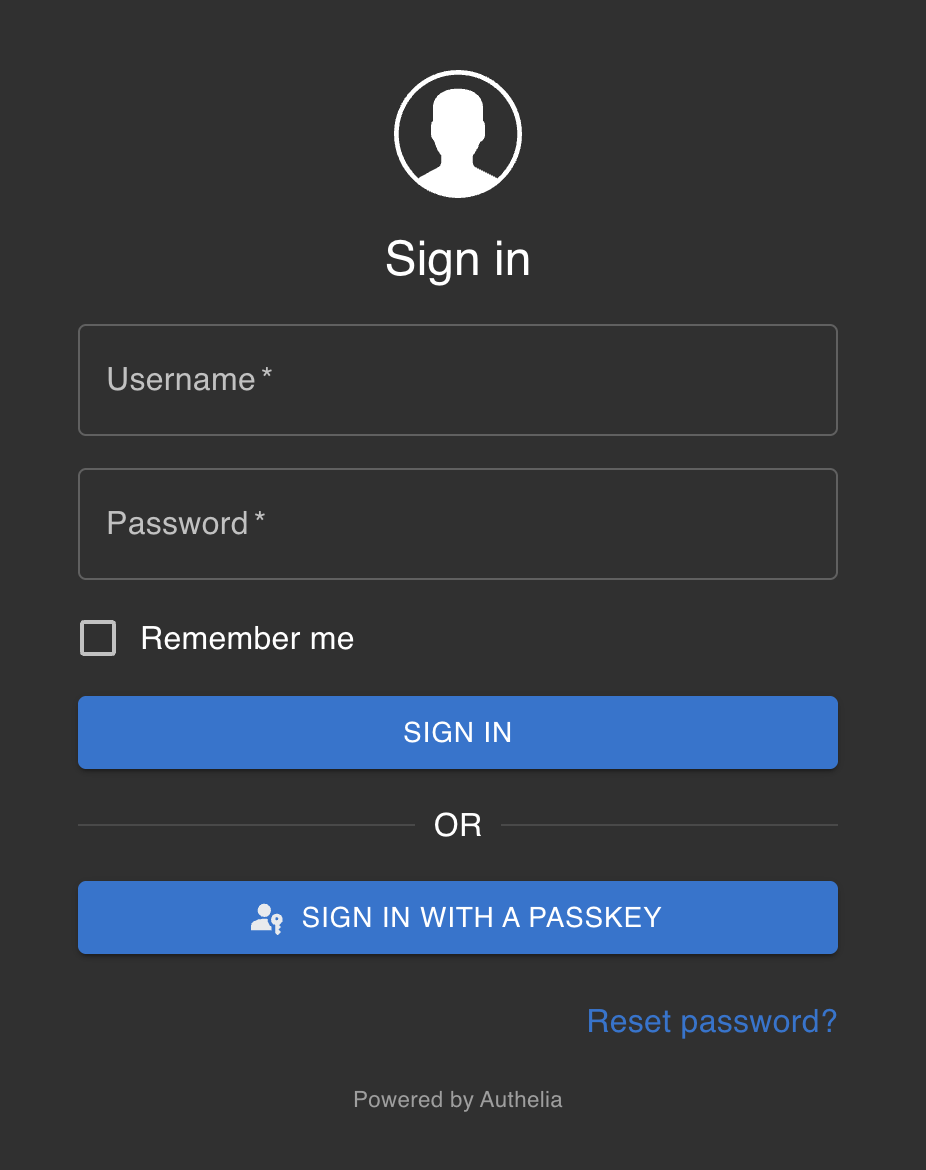 Sign in
Username *
Password *
Remember me
SIGN IN
OR
SIGN IN WITH A PASSKEY
Reset password?
Powered by Authelia